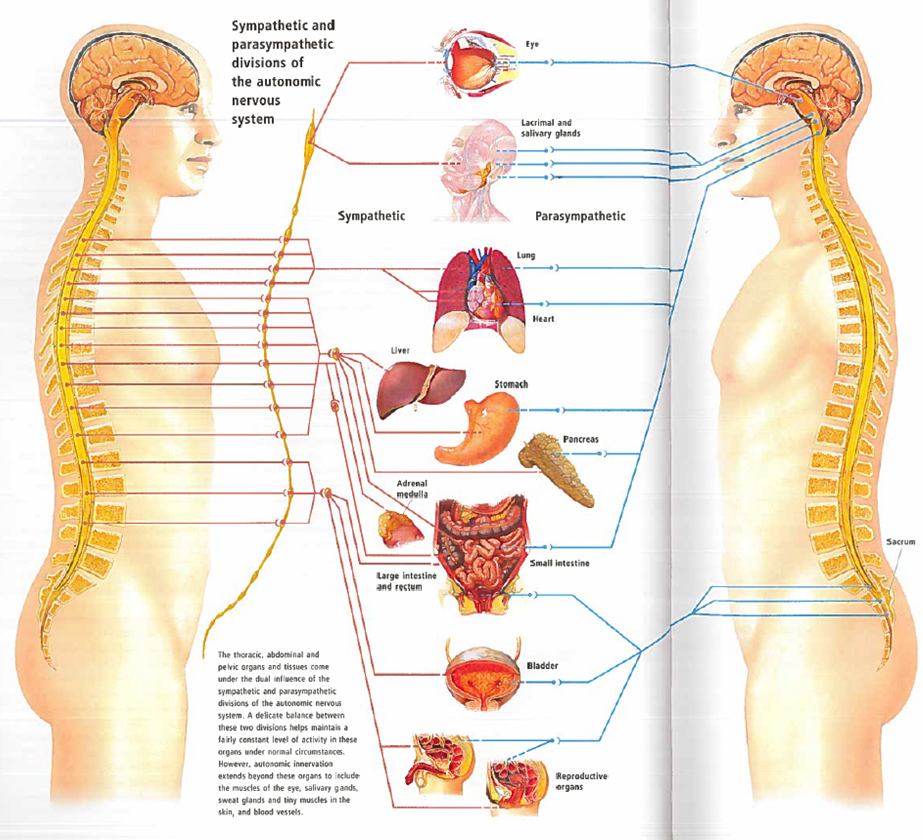 Sympathetic and
parasympathetic
divisions of
the autonomic
nervous
system
Eye
Lacrimal and
salivary glands
Sympathetic
Parasympathetic
Lung
Heart
Liver
Stomach
Pancreas
Adrenal
medulla
Sacrum
Small intestine
Large intestine
and rectum
Bladder
Reproductive
organs
The thoracic, abdominal and
pelvic organs and tissues come
under the dual influence of the
sympathetic and parasympathetic
divisions of the autonomic nervous
system. A delicate balance between
these two divisions helps maintain a
fairly constant level of activity in these
organs under normal circumstances.
However, autonomic innervation
extends beyond these organs to include
the muscles of the eye, salivary glands,
sweat glands and tiny muscles in the
skin, and blood vessels.